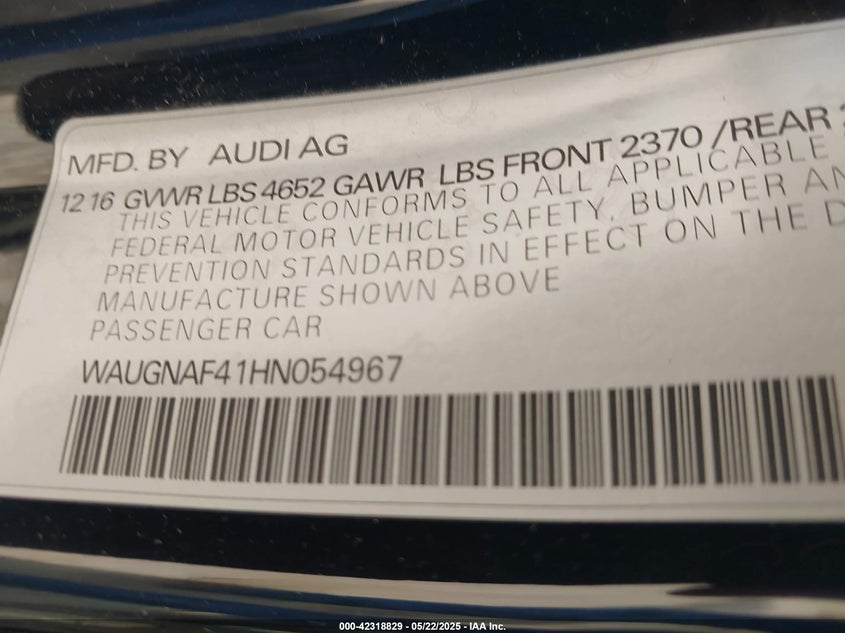 MFD. BY AUDI AG
12 16 GVWR LBS 4652 GAWR LBS FRONT 2370 /REAR
THIS VEHICLE CONFORMS TO ALL APPLICABLE
FEDERAL MOTOR VEHICLE SAFETY, BUMPER AN
PREVENTION STANDARDS IN EFFECT ON THE D
MANUFACTURE SHOWN ABOVE
PASSENGER CAR
WAUGNAF41HN054967
000-42318829 - 05/22/2025 - IAA Inc.